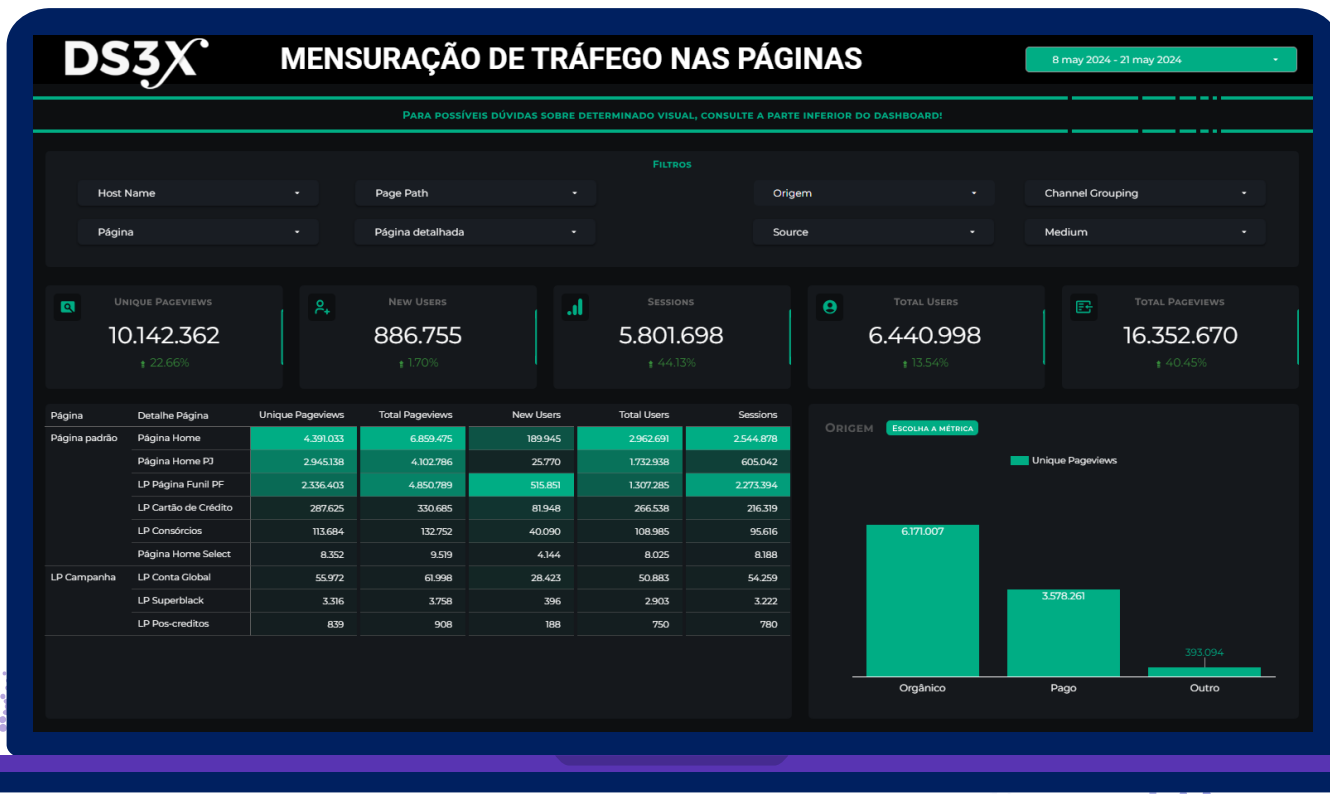 DS3X
MENSURAÇÃO DE TRÁFEGO NAS PÁGINAS
8 may 2024 - 21 may 2024
PARA POSSÍVEIS DÚVIDAS SOBRE DETERMINADO VISUAL, CONSULTE A PARTE INFERIOR DO DASHBOARD!
FILTROS
Host Name Page Path Origem Channel Grouping
Página Página detalhada Source Medium
UNIQUE PAGEVIEWS NEW USERS SESSIONS TOTAL USERS TOTAL PAGEVIEWS
10.142.362 886.755 5.801.698 6.440.998 16.352.670
22.66% 1.70% 44.13% 13.54% 40.45%
Página Detalhe Página Unique Pageviews Total Pageviews New Users Total Users Sessions
Página padrão Página Home 4.391.033 6.859.475 189.945 2.962.691 2.544.878
Página Home PJ 2.945.138 4.102.786 25.770 1.732.938 605.042
LP Página Funil PF 2.336.403 4.850.789 515.851 1.307.285 2.273.394
LP Cartão de Crédito 287.625 330.685 81.948 266.538 216.319
LP Consórcios 113.684 132.752 40.090 108.985 95.616
Página Home Select 8.352 9.519 4.144 8.025 8.188
LP Campanha LP Conta Global 55.972 61.998 28.423 50.883 54.259
LP Superblack 3.316 3.758 396 2.903 3.222
LP Pos-creditos 839 908 188 750 780
ORIGEM ESCOLHA A MÉTRICA
Unique Pageviews
6.171.007
3.578.261
393.094
Orgânico Pago Outro